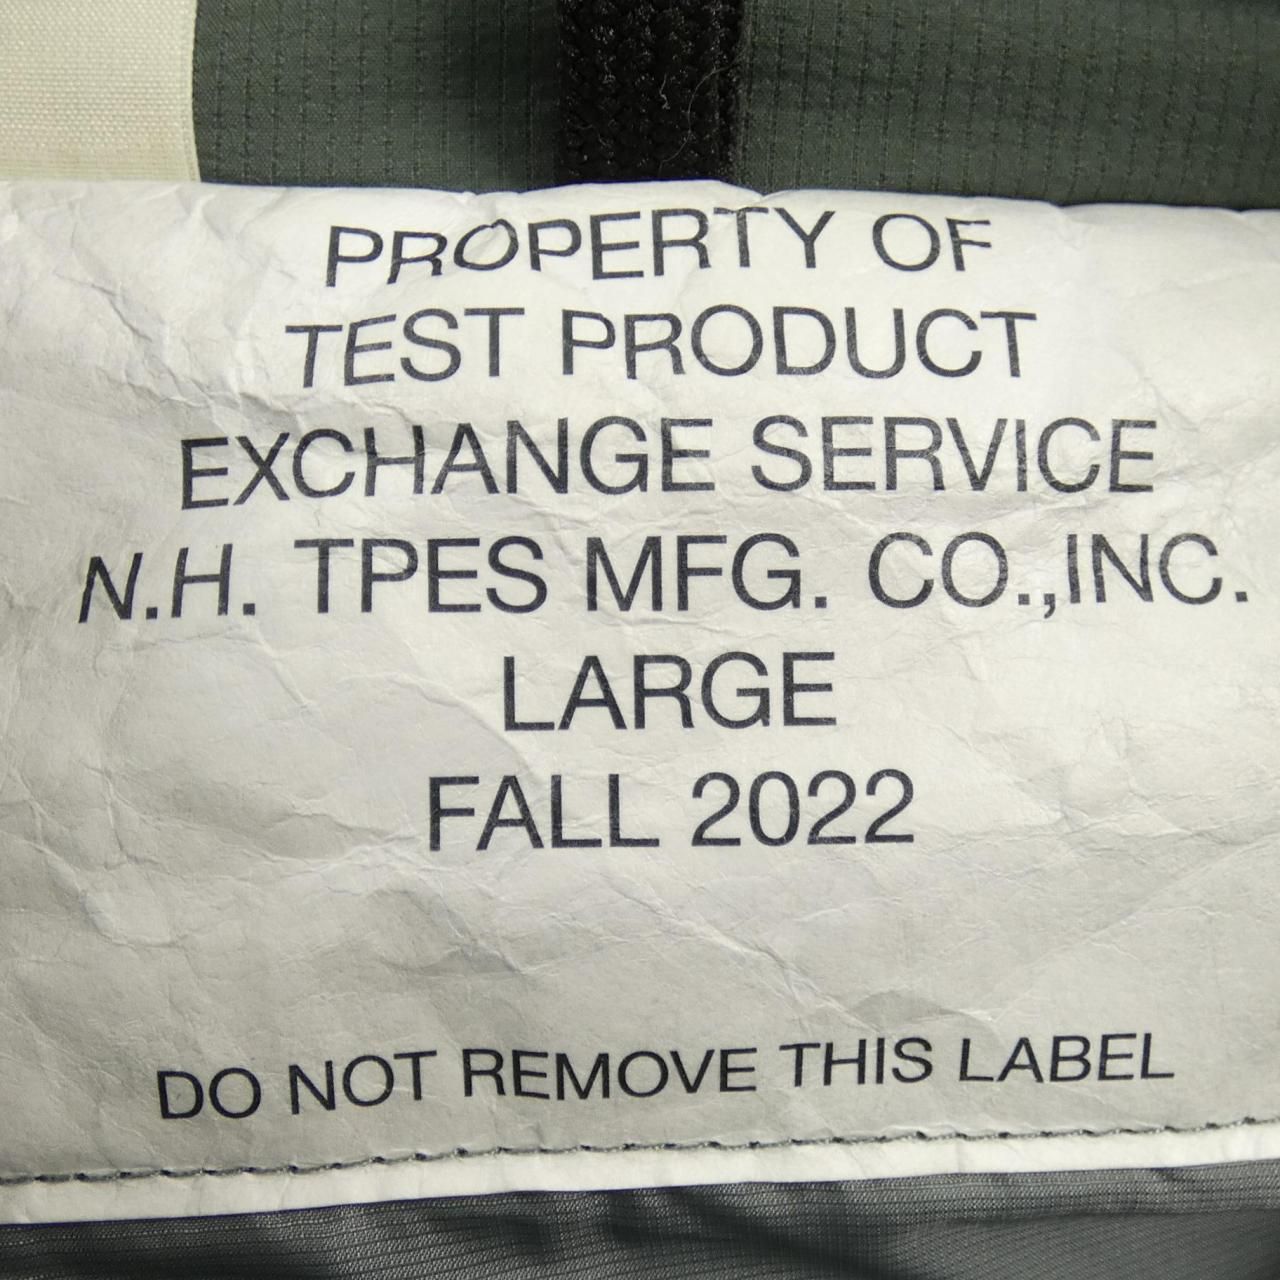 PROPERTY OF
TEST PRODUCT
EXCHANGE SERVICE
N.H. TPES MFG. CO.,INC.
LARGE
FALL 2022
DO NOT REMOVE THIS LABEL